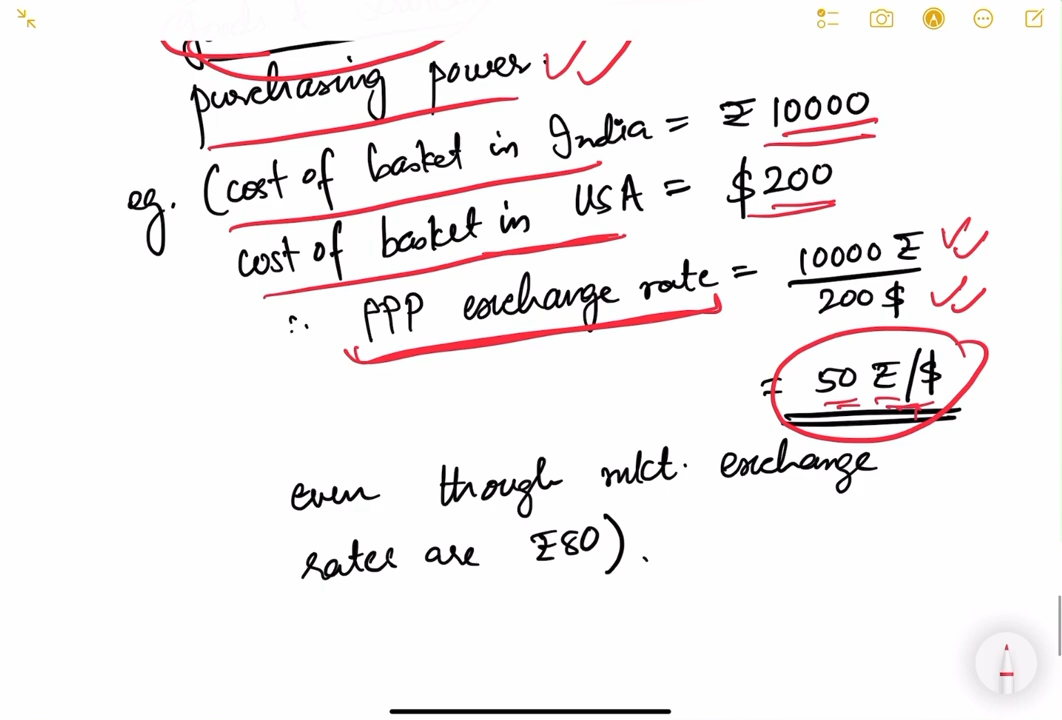 purchasing power.
eg. (cost of basket in India = ₹ 10000
cost of basket in USA = $ 200
∴ PPP exchange rate = 10000 ₹
200 $
= 50 ₹/$
even though mkt. exchange
rates are ₹80).